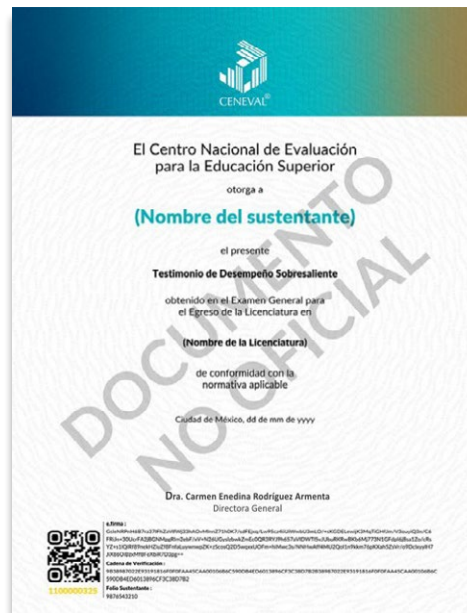 CENEVAL®
El Centro Nacional de Evaluación
para la Educación Superior
otorga a
(Nombre del sustentante)
el presente
Testimonio de Desempeño Sobresaliente
obtenido en el Examen General para
el Egreso de la Licenciatura en
(Nombre de la Licenciatura)
de conformidad con la
normativa aplicable
Ciudad de México, dd de mm de yyyy
DOCUMENTO
NO OFICIAL
Dra. Carmen Enedina Rodríguez Armenta
Directora General
e.firma:
Cadena de Verificación:
Folio Sustentante:
9876543210
1100000325